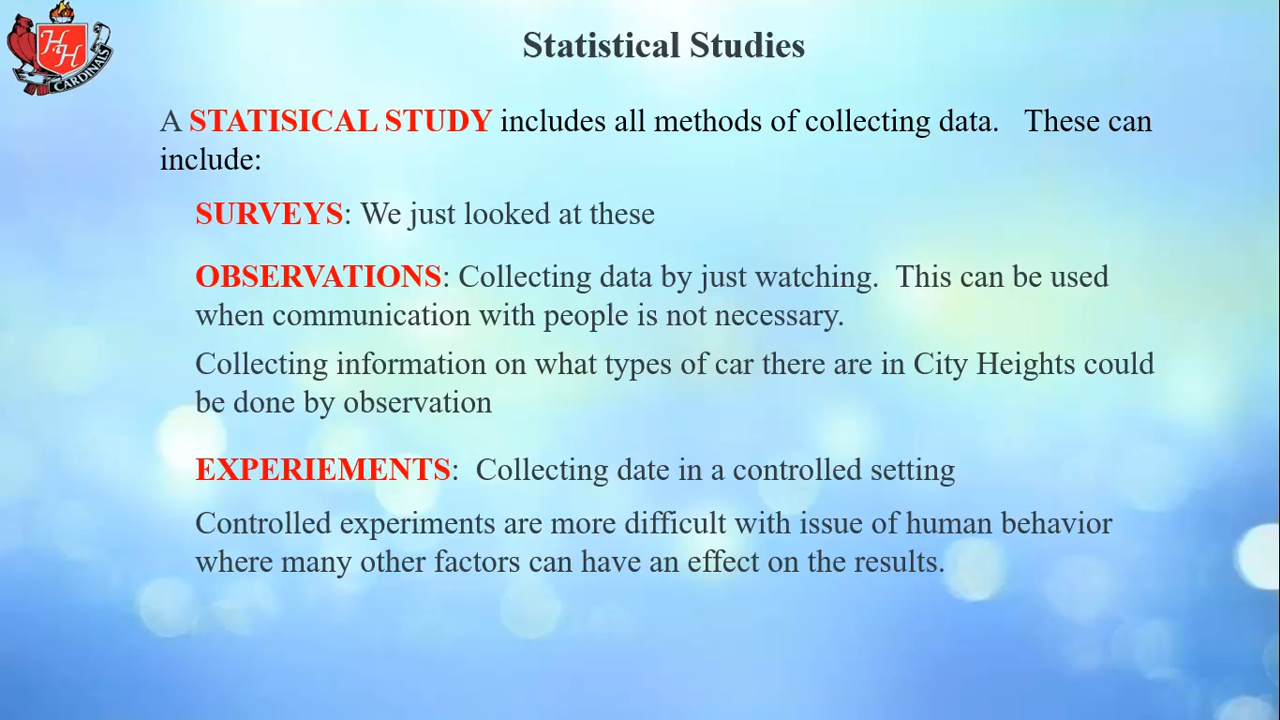 HH
CARDINALS
Statistical Studies
A STATISICAL STUDY includes all methods of collecting data.   These can
include:
SURVEYS: We just looked at these
OBSERVATIONS: Collecting data by just watching.  This can be used
when communication with people is not necessary.
Collecting information on what types of car there are in City Heights could
be done by observation
EXPERIEMENTS:  Collecting date in a controlled setting
Controlled experiments are more difficult with issue of human behavior
where many other factors can have an effect on the results.